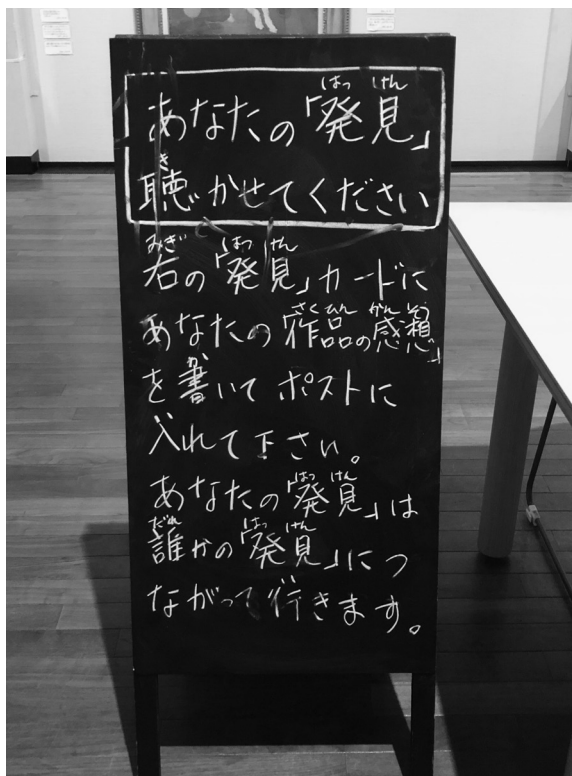 あなたの「発見」
聴かせてください
右の「発見」カードに
あなたの「作品の感想」
を書いてポストに
入れて下さい。
あなたの「発見」は
誰かの「発見」につ
ながって行きます。